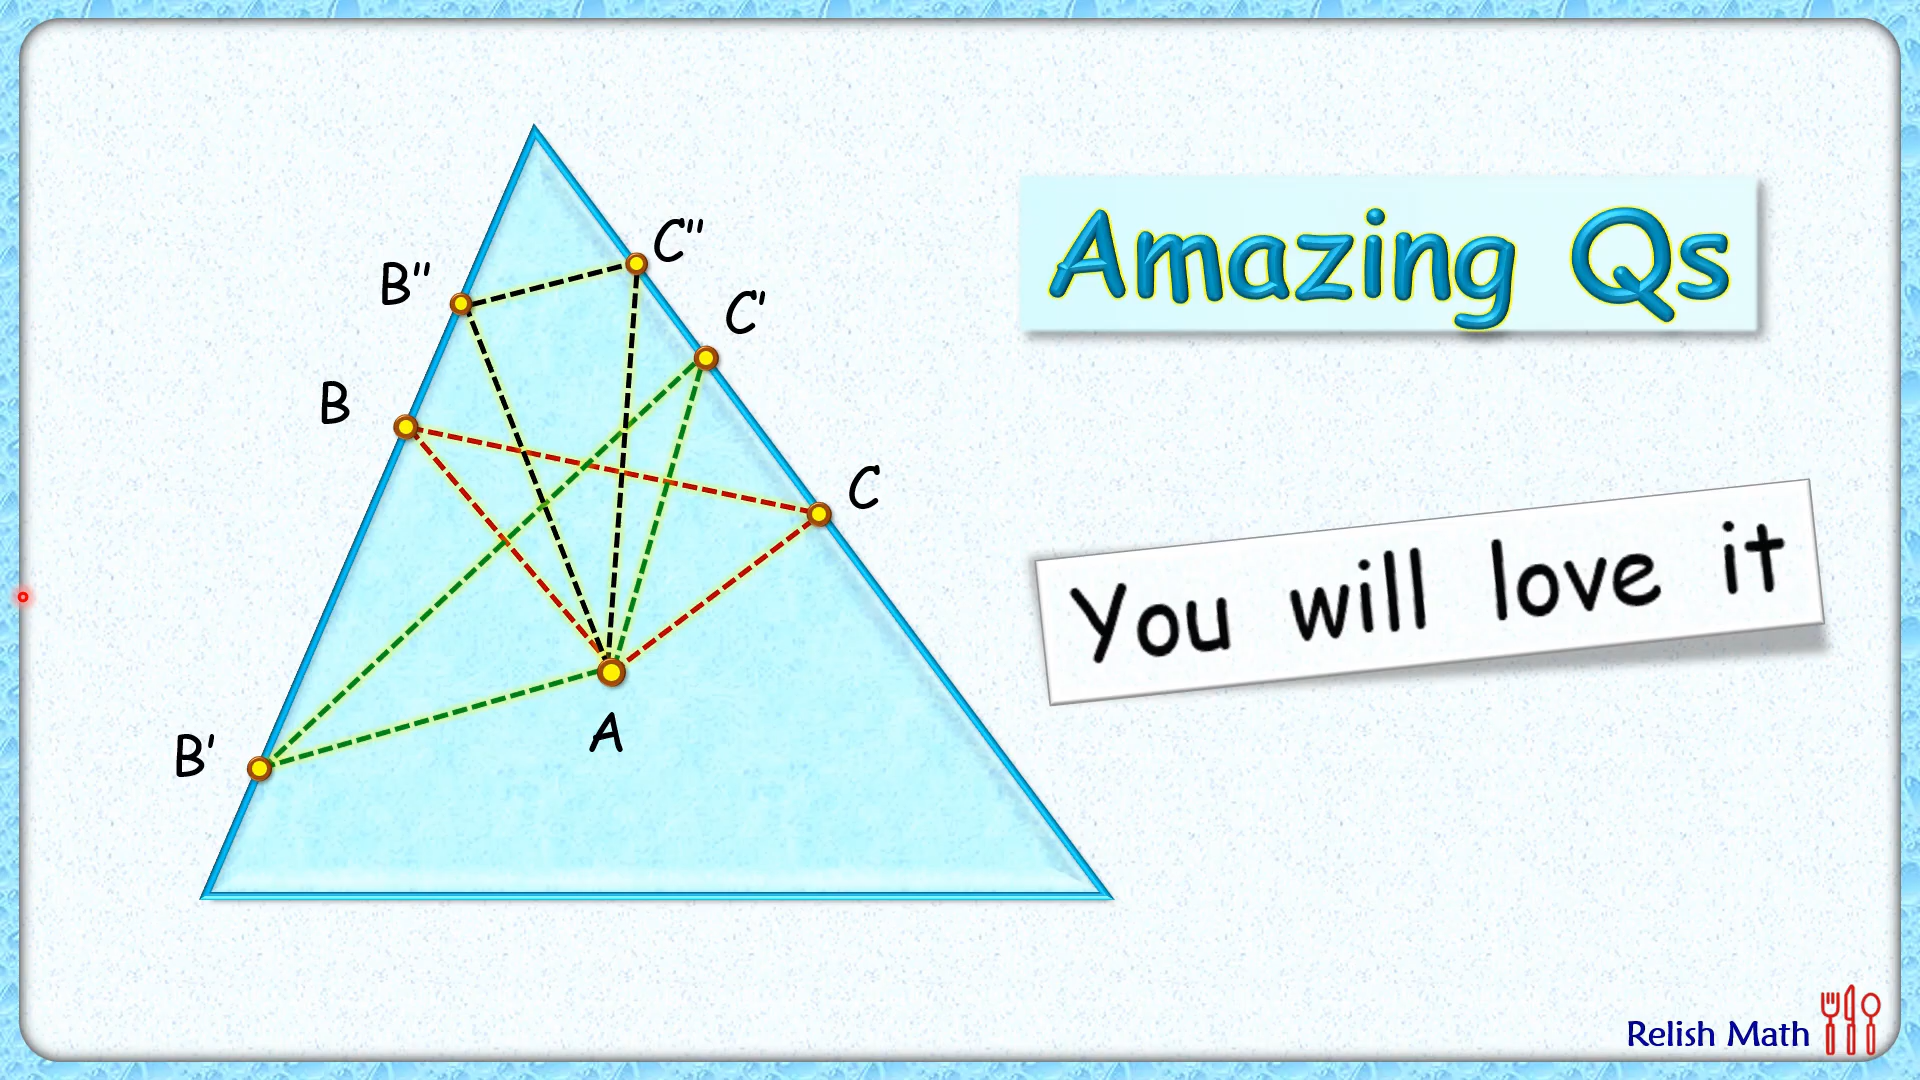 C"
B"
C'
B
C
B'
A
Amazing Qs
You will love it
Relish Math